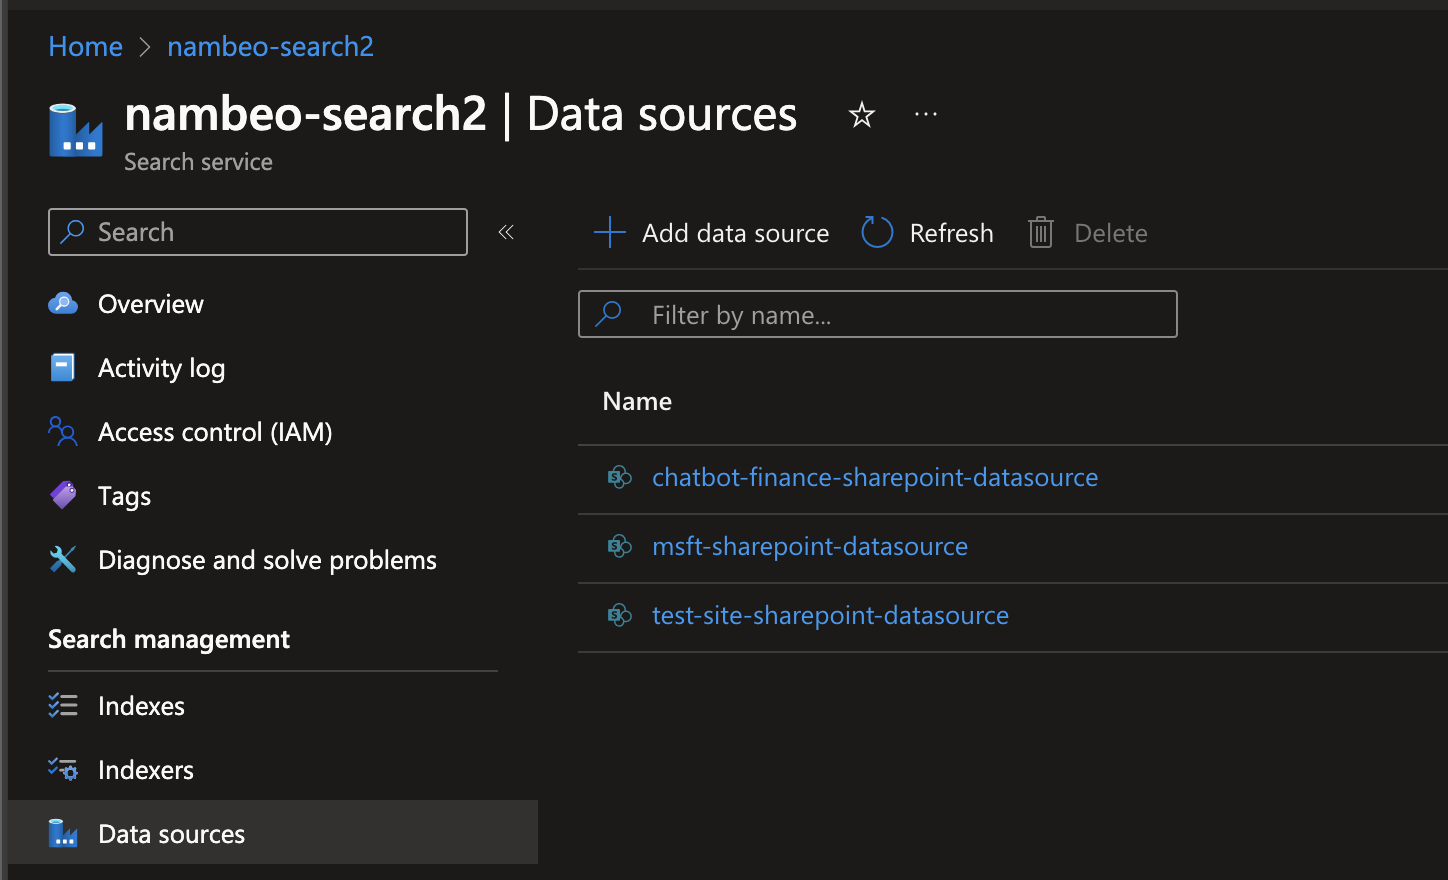 Home > nambeo-search2
nambeo-search2 | Data sources
Search service
Search
Overview
Activity log
Access control (IAM)
Tags
Diagnose and solve problems
Search management
Indexes
Indexers
Data sources
Add data source Refresh Delete
Filter by name...
Name
chatbot-finance-sharepoint-datasource
msft-sharepoint-datasource
test-site-sharepoint-datasource